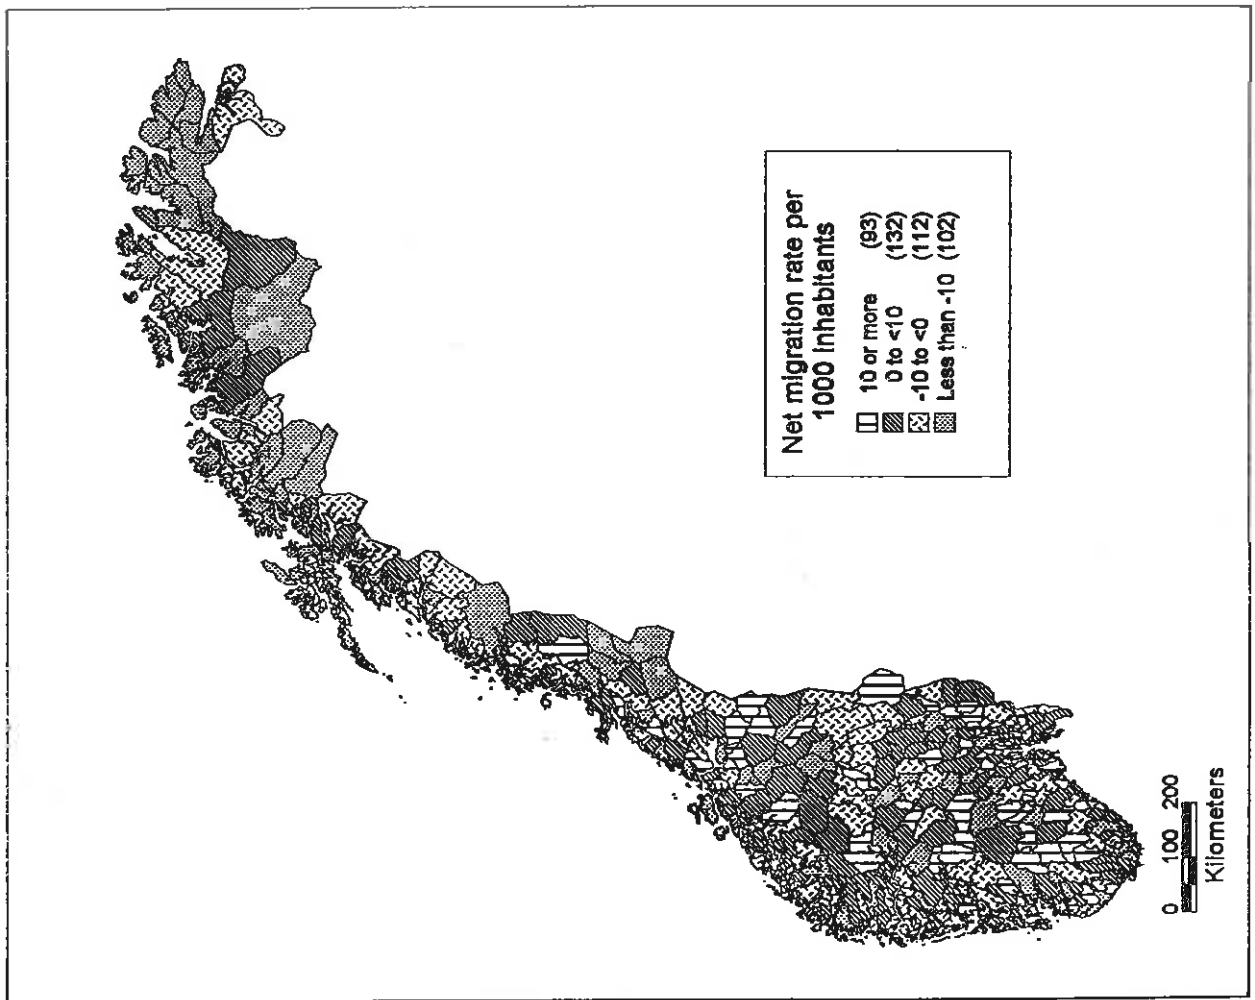 Net migration rate per
1000 Inhabitants
10 or more (93)
0 to <10 (132)
-10 to <0 (112)
Less than -10 (102)
0 100 200
Kilometers